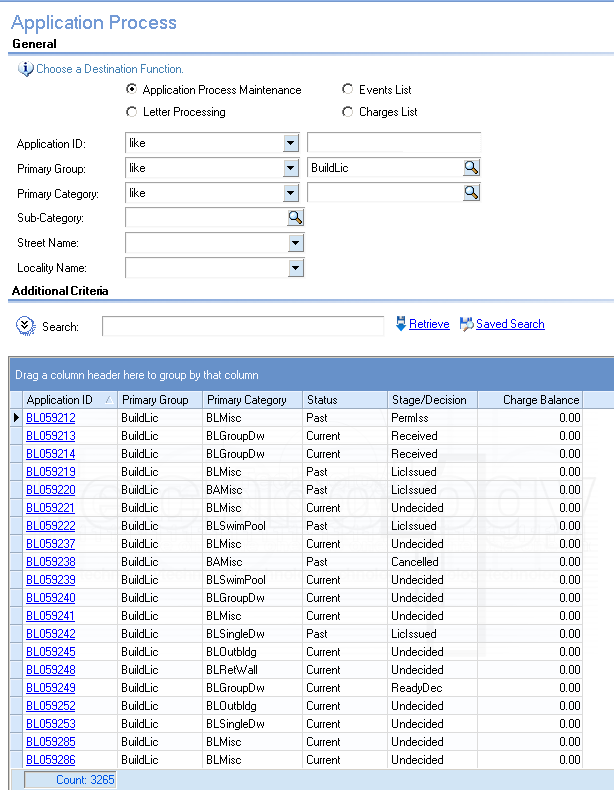 Application Process
General
Choose a Destination Function.
Application Process Maintenance Events List
Letter Processing Charges List
Application ID: like
Primary Group: like BuildLic
Primary Category: like
Sub-Category:
Street Name:
Locality Name:
Additional Criteria
Search: Retrieve Saved Search
Drag a column header here to group by that column
Application ID Primary Group Primary Category Status Stage/Decision Charge Balance
BL059212 BuildLic BLMisc Past PermIss 0.00
BL059213 BuildLic BLGroupDw Current Received 0.00
BL059214 BuildLic BLGroupDw Current Received 0.00
BL059219 BuildLic BLMisc Past LicIssued 0.00
BL059220 BuildLic BAMisc Past LicIssued 0.00
BL059221 BuildLic BLMisc Current Undecided 0.00
BL059222 BuildLic BLSwimPool Past LicIssued 0.00
BL059237 BuildLic BLMisc Current Undecided 0.00
BL059238 BuildLic BAMisc Past Cancelled 0.00
BL059239 BuildLic BLSwimPool Current Undecided 0.00
BL059240 BuildLic BLGroupDw Current Undecided 0.00
BL059241 BuildLic BLMisc Current Undecided 0.00
BL059242 BuildLic BLSingleDw Past LicIssued 0.00
BL059245 BuildLic BLOutbldg Current Undecided 0.00
BL059248 BuildLic BLRetWall Current Undecided 0.00
BL059249 BuildLic BLGroupDw Current ReadyDec 0.00
BL059252 BuildLic BLOutbldg Current Undecided 0.00
BL059253 BuildLic BLSingleDw Current Undecided 0.00
BL059285 BuildLic BLMisc Current Undecided 0.00
BL059286 BuildLic BLMisc Current Undecided 0.00
Count: 3265